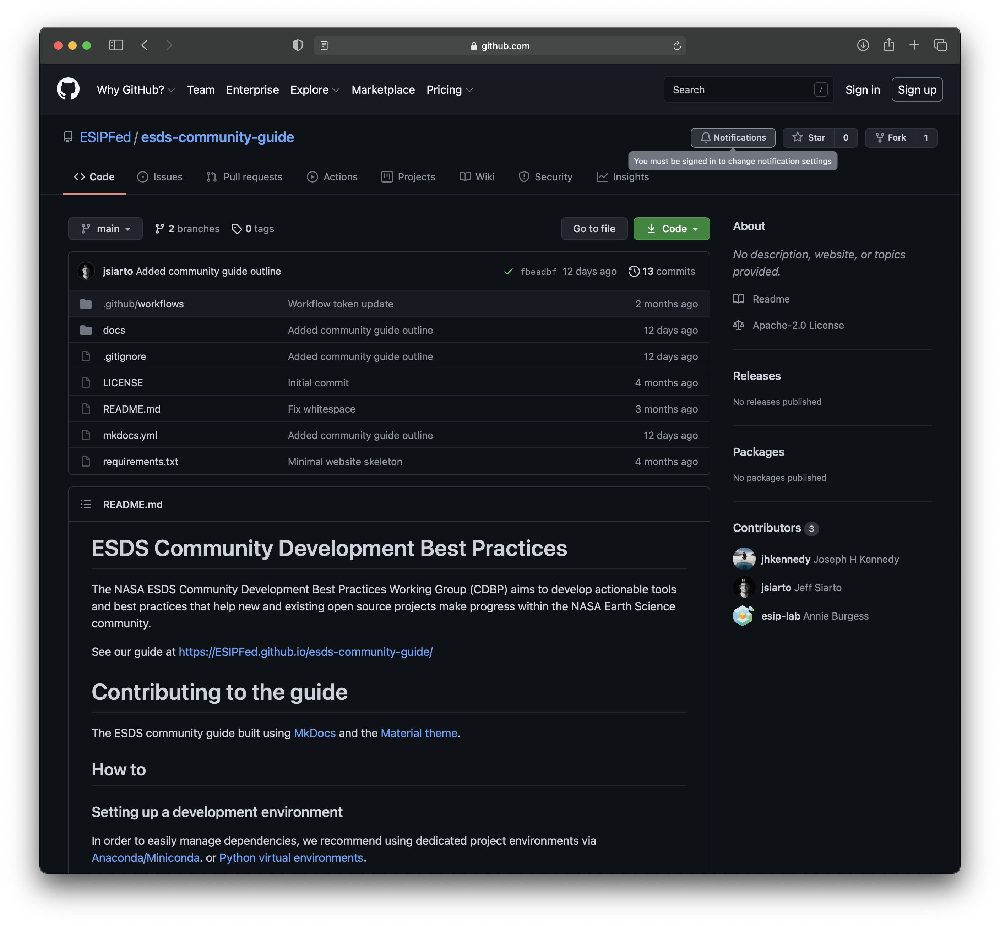 github.com
Why GitHub? Team Enterprise Explore Marketplace Pricing Search / Sign in Sign up
ESIPFed / esds-community-guide Notifications Star 0 Fork 1
You must be signed in to change notification settings
Code Issues Pull requests Actions Projects Wiki Security Insights
main 2 branches 0 tags Go to file Code
jsiarto Added community guide outline fbeadbf 12 days ago 13 commits
.github/workflows Workflow token update 2 months ago
docs Added community guide outline 12 days ago
.gitignore Added community guide outline 12 days ago
LICENSE Initial commit 4 months ago
README.md Fix whitespace 3 months ago
mkdocs.yml Added community guide outline 12 days ago
requirements.txt Minimal website skeleton 4 months ago
README.md
ESDS Community Development Best Practices
The NASA ESDS Community Development Best Practices Working Group (CDBP) aims to develop actionable tools
and best practices that help new and existing open source projects make progress within the NASA Earth Science
community.
See our guide at https://ESIPFed.github.io/esds-community-guide/
Contributing to the guide
The ESDS community guide built using MkDocs and the Material theme.
How to
Setting up a development environment
In order to easily manage dependencies, we recommend using dedicated project environments via
Anaconda/Miniconda. or Python virtual environments.
About
No description, website, or topics
provided.
Readme
Apache-2.0 License
Releases
No releases published
Packages
No packages published
Contributors 3
jhkennedy Joseph H Kennedy
jsiarto Jeff Siarto
esip-lab Annie Burgess